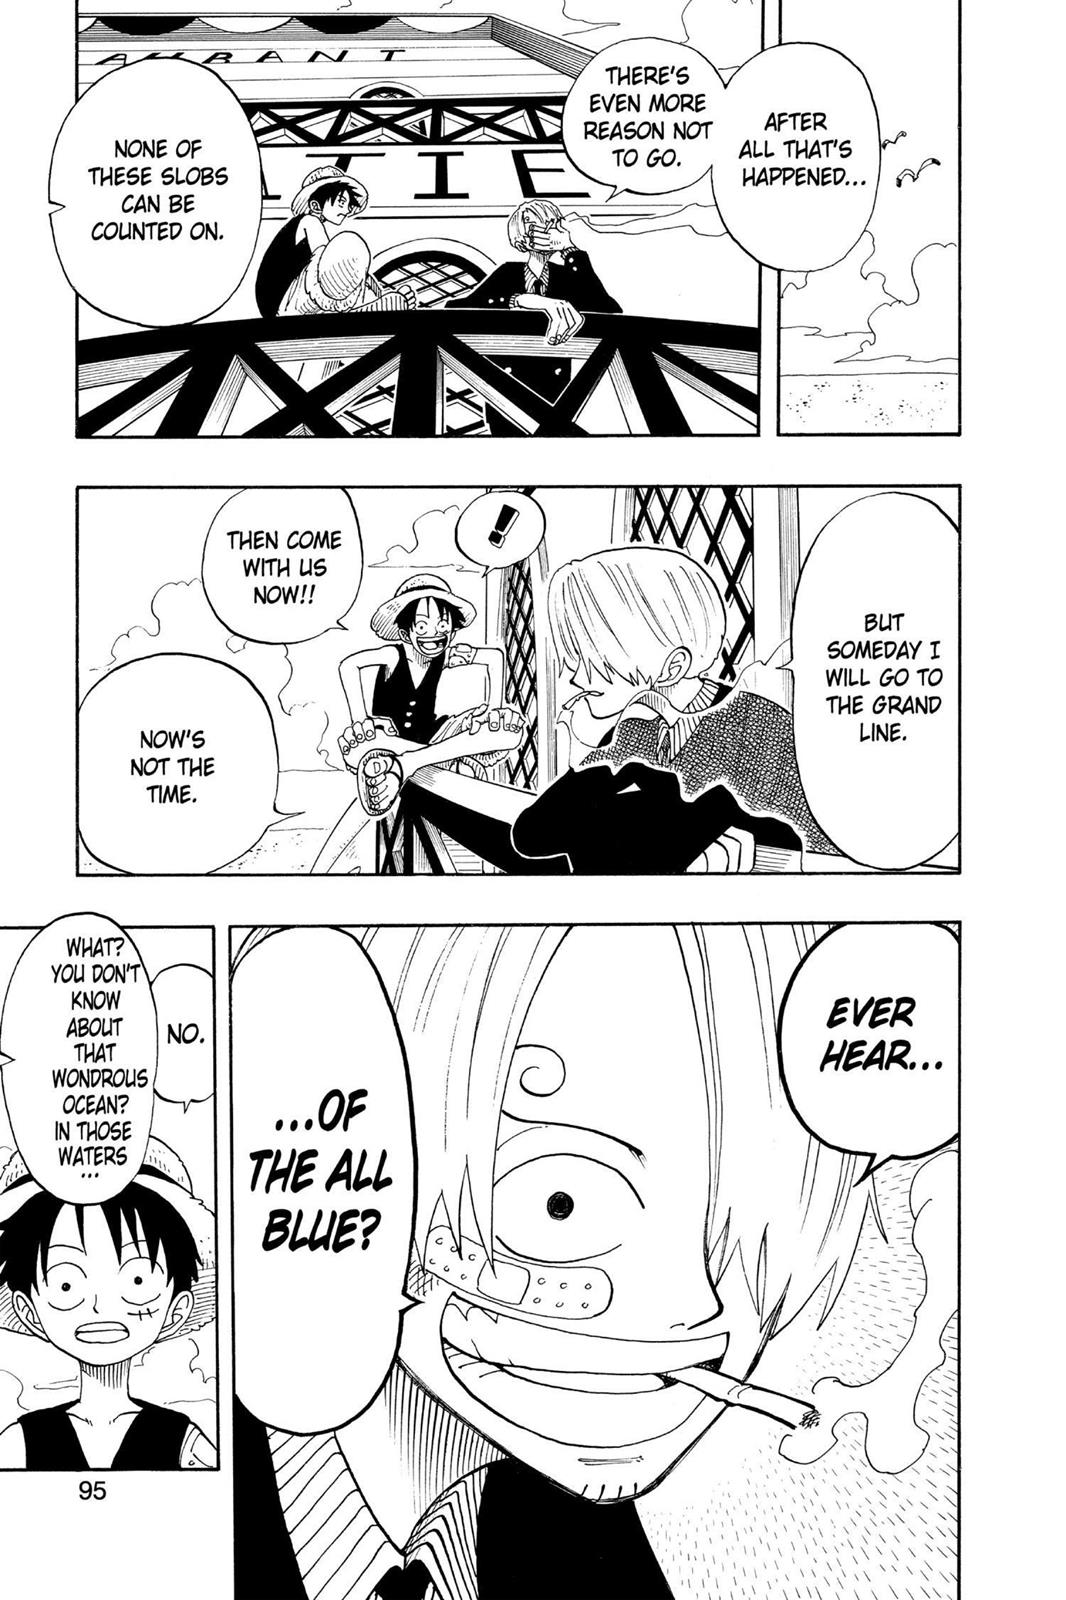 AFTER
ALL THAT'S
HAPPENED...
THERE'S
EVEN MORE
REASON NOT
TO GO.
AURANT
TIE
NONE OF
THESE SLOBS
CAN BE
COUNTED ON.
BUT
SOMEDAY I
WILL GO TO
THE GRAND
LINE.
!
THEN COME
WITH US
NOW!!
NOW'S
NOT THE
TIME.
EVER
HEAR...
...OF
THE ALL
BLUE?
NO.
WHAT?
YOU DON'T
KNOW
ABOUT
THAT
WONDROUS
OCEAN?
IN THOSE
WATERS
...
95